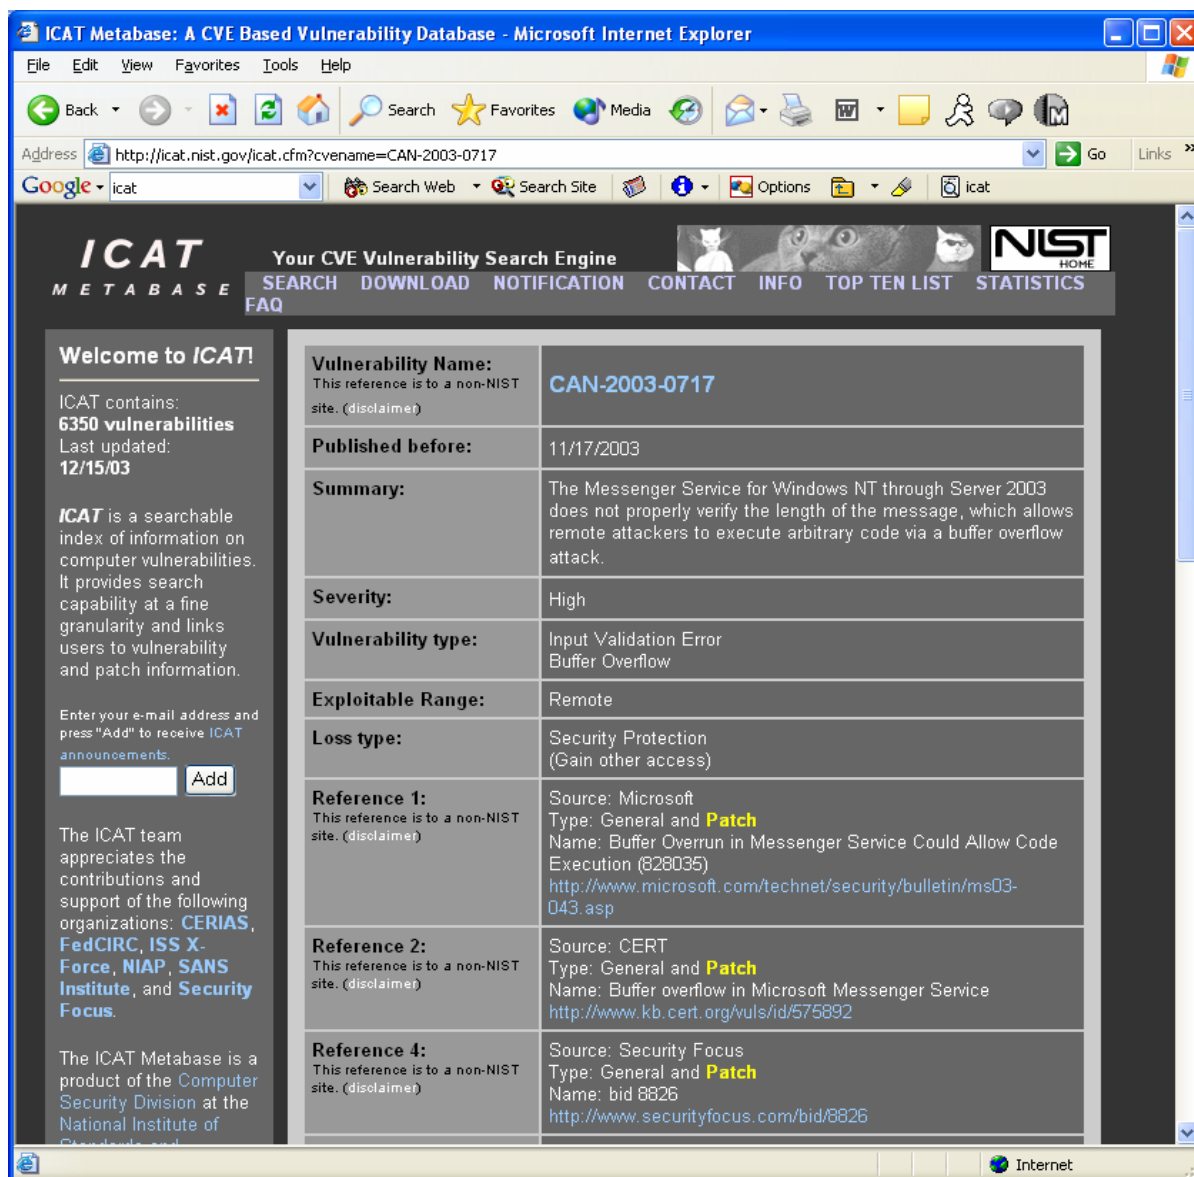 ICAT Metabase: A CVE Based Vulnerability Database - Microsoft Internet Explorer
File Edit View Favorites Tools Help
Back Search Favorites Media
Address http://icat.nist.gov/icat.cfm?cvename=CAN-2003-0717 Go Links »
Google icat Search Web Search Site Options icat
ICAT
METABASE
Your CVE Vulnerability Search Engine
NIST
HOME
SEARCH DOWNLOAD NOTIFICATION CONTACT INFO TOP TEN LIST STATISTICS
FAQ
Welcome to ICAT!
ICAT contains:
6350 vulnerabilities
Last updated:
12/15/03
ICAT is a searchable
index of information on
computer vulnerabilities.
It provides search
capability at a fine
granularity and links
users to vulnerability
and patch information.
Enter your e-mail address and
press "Add" to receive ICAT
announcements.
Add
The ICAT team
appreciates the
contributions and
support of the following
organizations: CERIAS,
FedCIRC, ISS X-
Force, NIAP, SANS
Institute, and Security
Focus.
The ICAT Metabase is a
product of the Computer
Security Division at the
National Institute of
Standards and
Vulnerability Name:
This reference is to a non-NIST
site. (disclaimer)
CAN-2003-0717
Published before:
11/17/2003
Summary:
The Messenger Service for Windows NT through Server 2003
does not properly verify the length of the message, which allows
remote attackers to execute arbitrary code via a buffer overflow
attack.
Severity:
High
Vulnerability type:
Input Validation Error
Buffer Overflow
Exploitable Range:
Remote
Loss type:
Security Protection
(Gain other access)
Reference 1:
This reference is to a non-NIST
site. (disclaimer)
Source: Microsoft
Type: General and Patch
Name: Buffer Overrun in Messenger Service Could Allow Code
Execution (828035)
http://www.microsoft.com/technet/security/bulletin/ms03-
043.asp
Reference 2:
This reference is to a non-NIST
site. (disclaimer)
Source: CERT
Type: General and Patch
Name: Buffer overflow in Microsoft Messenger Service
http://www.kb.cert.org/vuls/id/575892
Reference 4:
This reference is to a non-NIST
site. (disclaimer)
Source: Security Focus
Type: General and Patch
Name: bid 8826
http://www.securityfocus.com/bid/8826
Internet